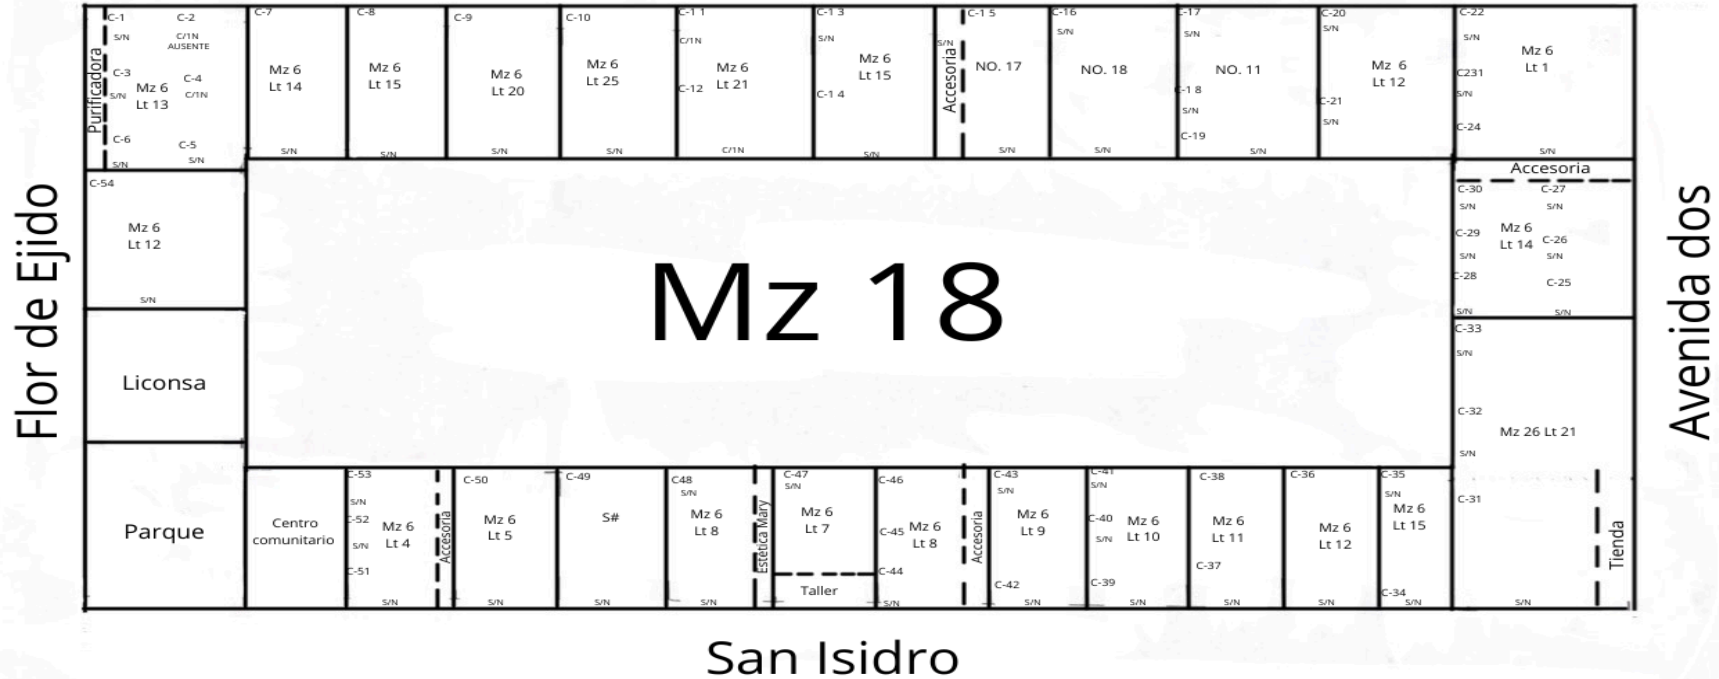 C-1
C-2
S/N
C/1N
AUSENTE
Purificadora
C-3
C-4
S/N
Mz 6
Lt 13
C/1N
C-6
C-5
S/N
S/N
C-7
Mz 6
Lt 14
S/N
C-8
Mz 6
Lt 15
S/N
C-9
Mz 6
Lt 20
S/N
C-10
Mz 6
Lt 25
S/N
C-1 1
C/1N
Mz 6
Lt 21
C-12
C/1N
C-1 3
S/N
Mz 6
Lt 15
C-1 4
S/N
S/N
Accesoria
C-1 5
NO. 17
S/N
C-16
S/N
NO. 18
S/N
C-17
S/N
NO. 11
C-1 8
S/N
C-19
S/N
C-20
S/N
Mz 6
Lt 12
C-21
S/N
C-22
S/N
Mz 6
Lt 1
C231
S/N
C-24
S/N
Accesoria
C-30
C-27
S/N
S/N
C-29
Mz 6
Lt 14
C-26
S/N
S/N
C-28
C-25
S/N
S/N
C-33
S/N
C-32
Mz 26 Lt 21
S/N
C-31
Tienda
S/N
C-54
Mz 6
Lt 12
S/N
Liconsa
Parque
Flor de Ejido
Mz 18
Avenida dos
Centro
comunitario
C-53
S/N
C-52
Mz 6
Lt 4
S/N
C-51
S/N
Accesoria
C-50
Mz 6
Lt 5
S/N
C-49
S#
S/N
C48
S/N
Mz 6
Lt 8
S/N
Estetica Mary
C-47
S/N
Mz 6
Lt 7
Taller
C-46
C-45
Mz 6
Lt 8
C-44
S/N
Accesoria
C-43
S/N
Mz 6
Lt 9
C-42
S/N
C-41
S/N
C-40
Mz 6
Lt 10
S/N
C-39
S/N
C-38
Mz 6
Lt 11
C-37
S/N
C-36
Mz 6
Lt 12
S/N
C-35
S/N
Mz 6
Lt 15
C-34
S/N
San Isidro